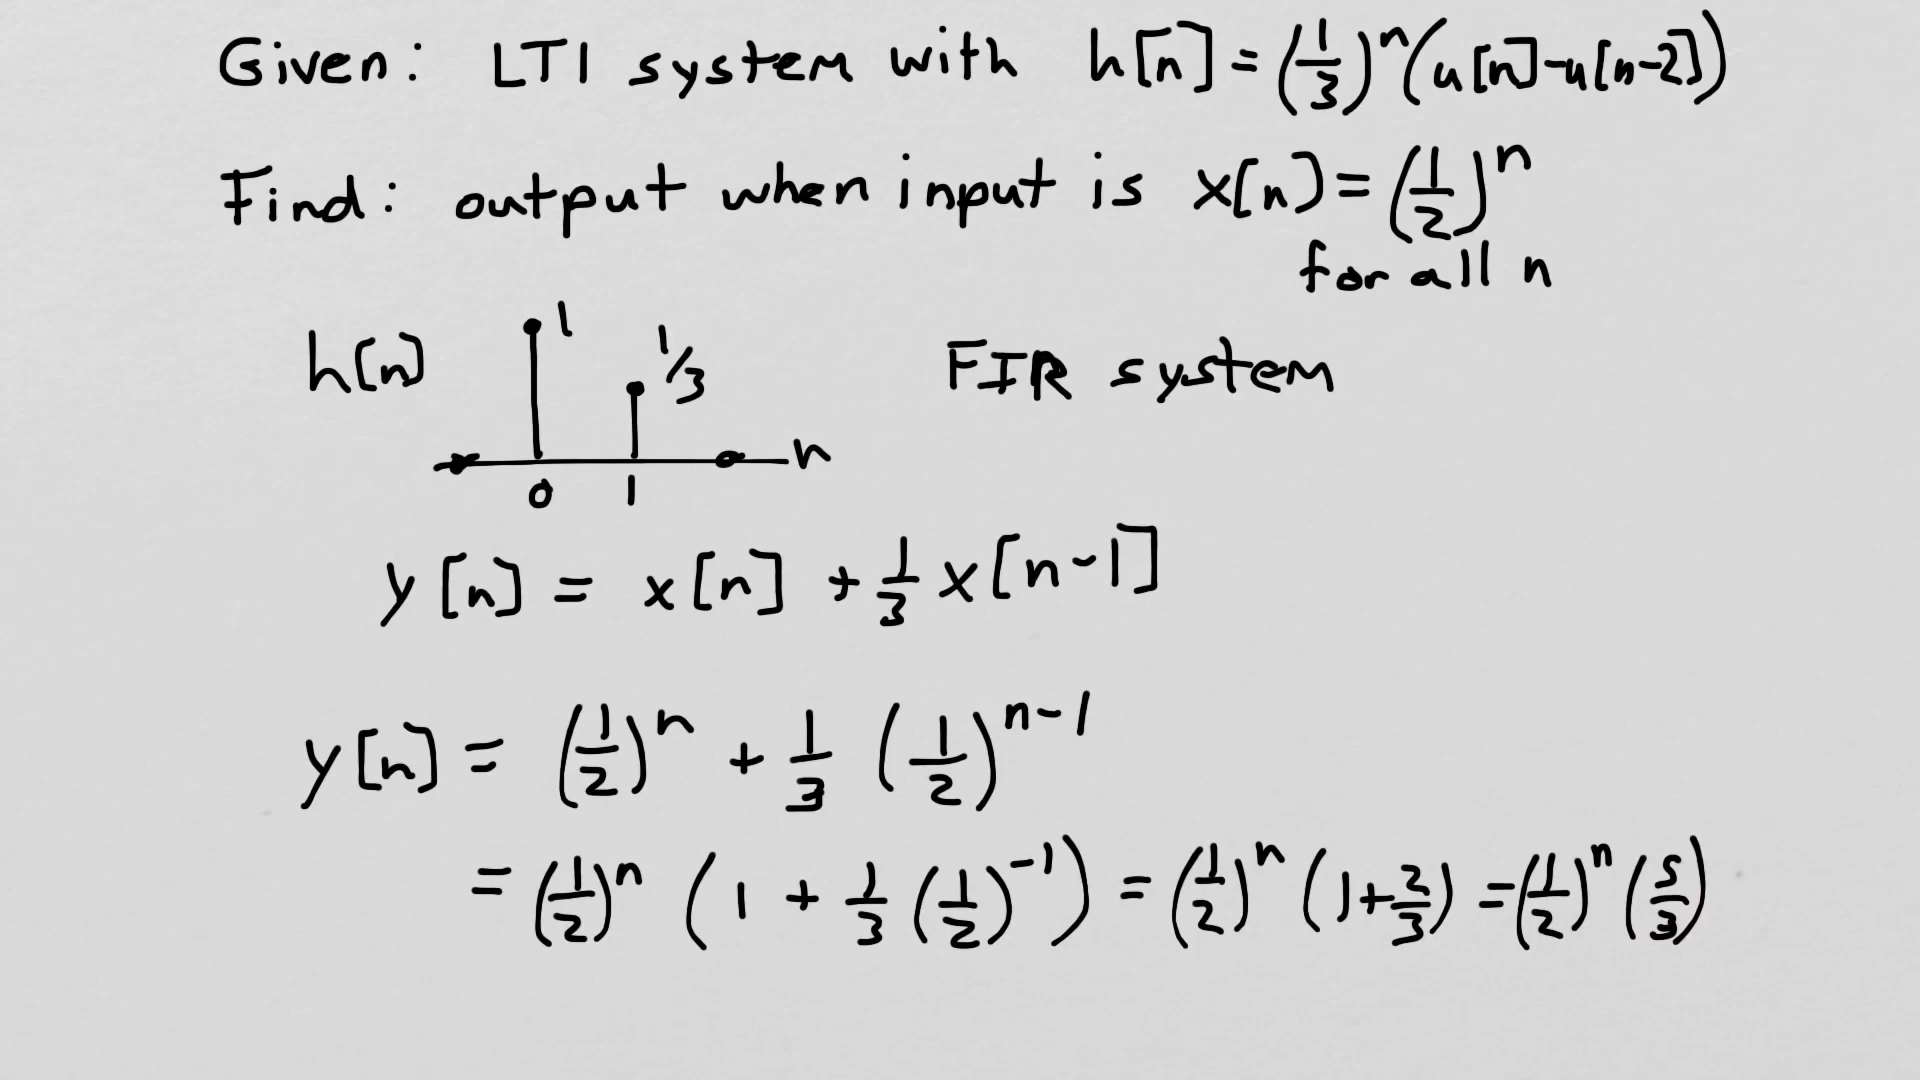 Given: LTI system with h[n] = (1/3)^n (u[n]-u[n-2])
Find: output when input is x[n] = (1/2)^n
for all n
h[n] 1 1/3 FIR system
n
0 1
y[n] = x[n] + 1/3 x[n-1]
y[n] = (1/2)^n + 1/3 (1/2)^n-1
= (1/2)^n (1 + 1/3 (1/2)^-1) = (1/2)^n (1+2/3) = (1/2)^n (5/3)